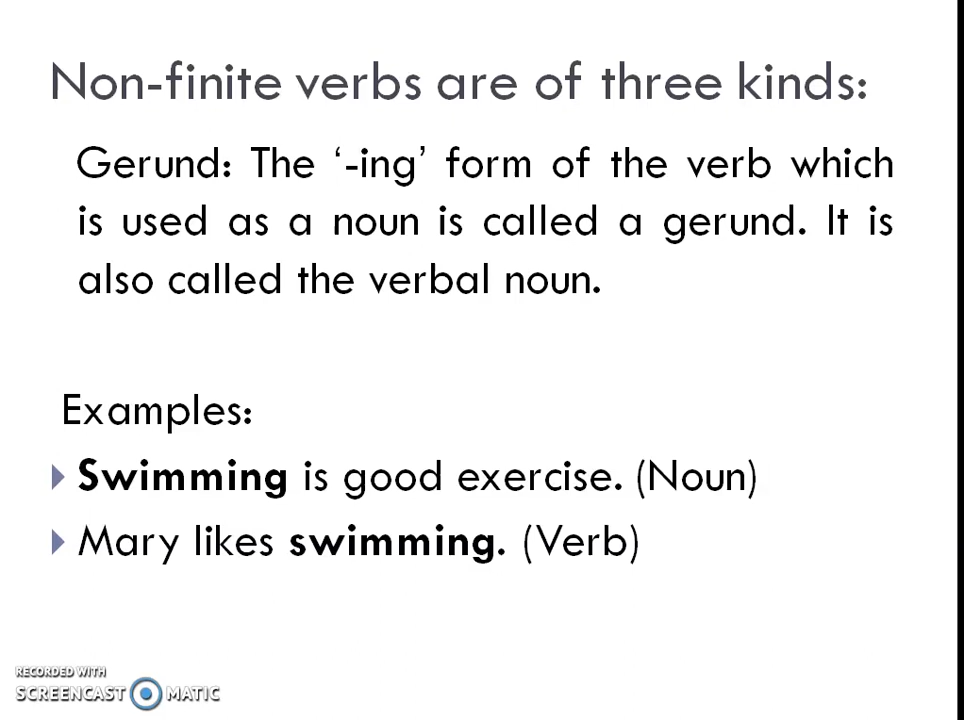 Non-finite verbs are of three kinds:
Gerund: The ‘-ing’ form of the verb which
is used as a noun is called a gerund. It is
also called the verbal noun.
Examples:
Swimming is good exercise. (Noun)
Mary likes swimming. (Verb)
RECORDED WITH
SCREENCAST MATIC